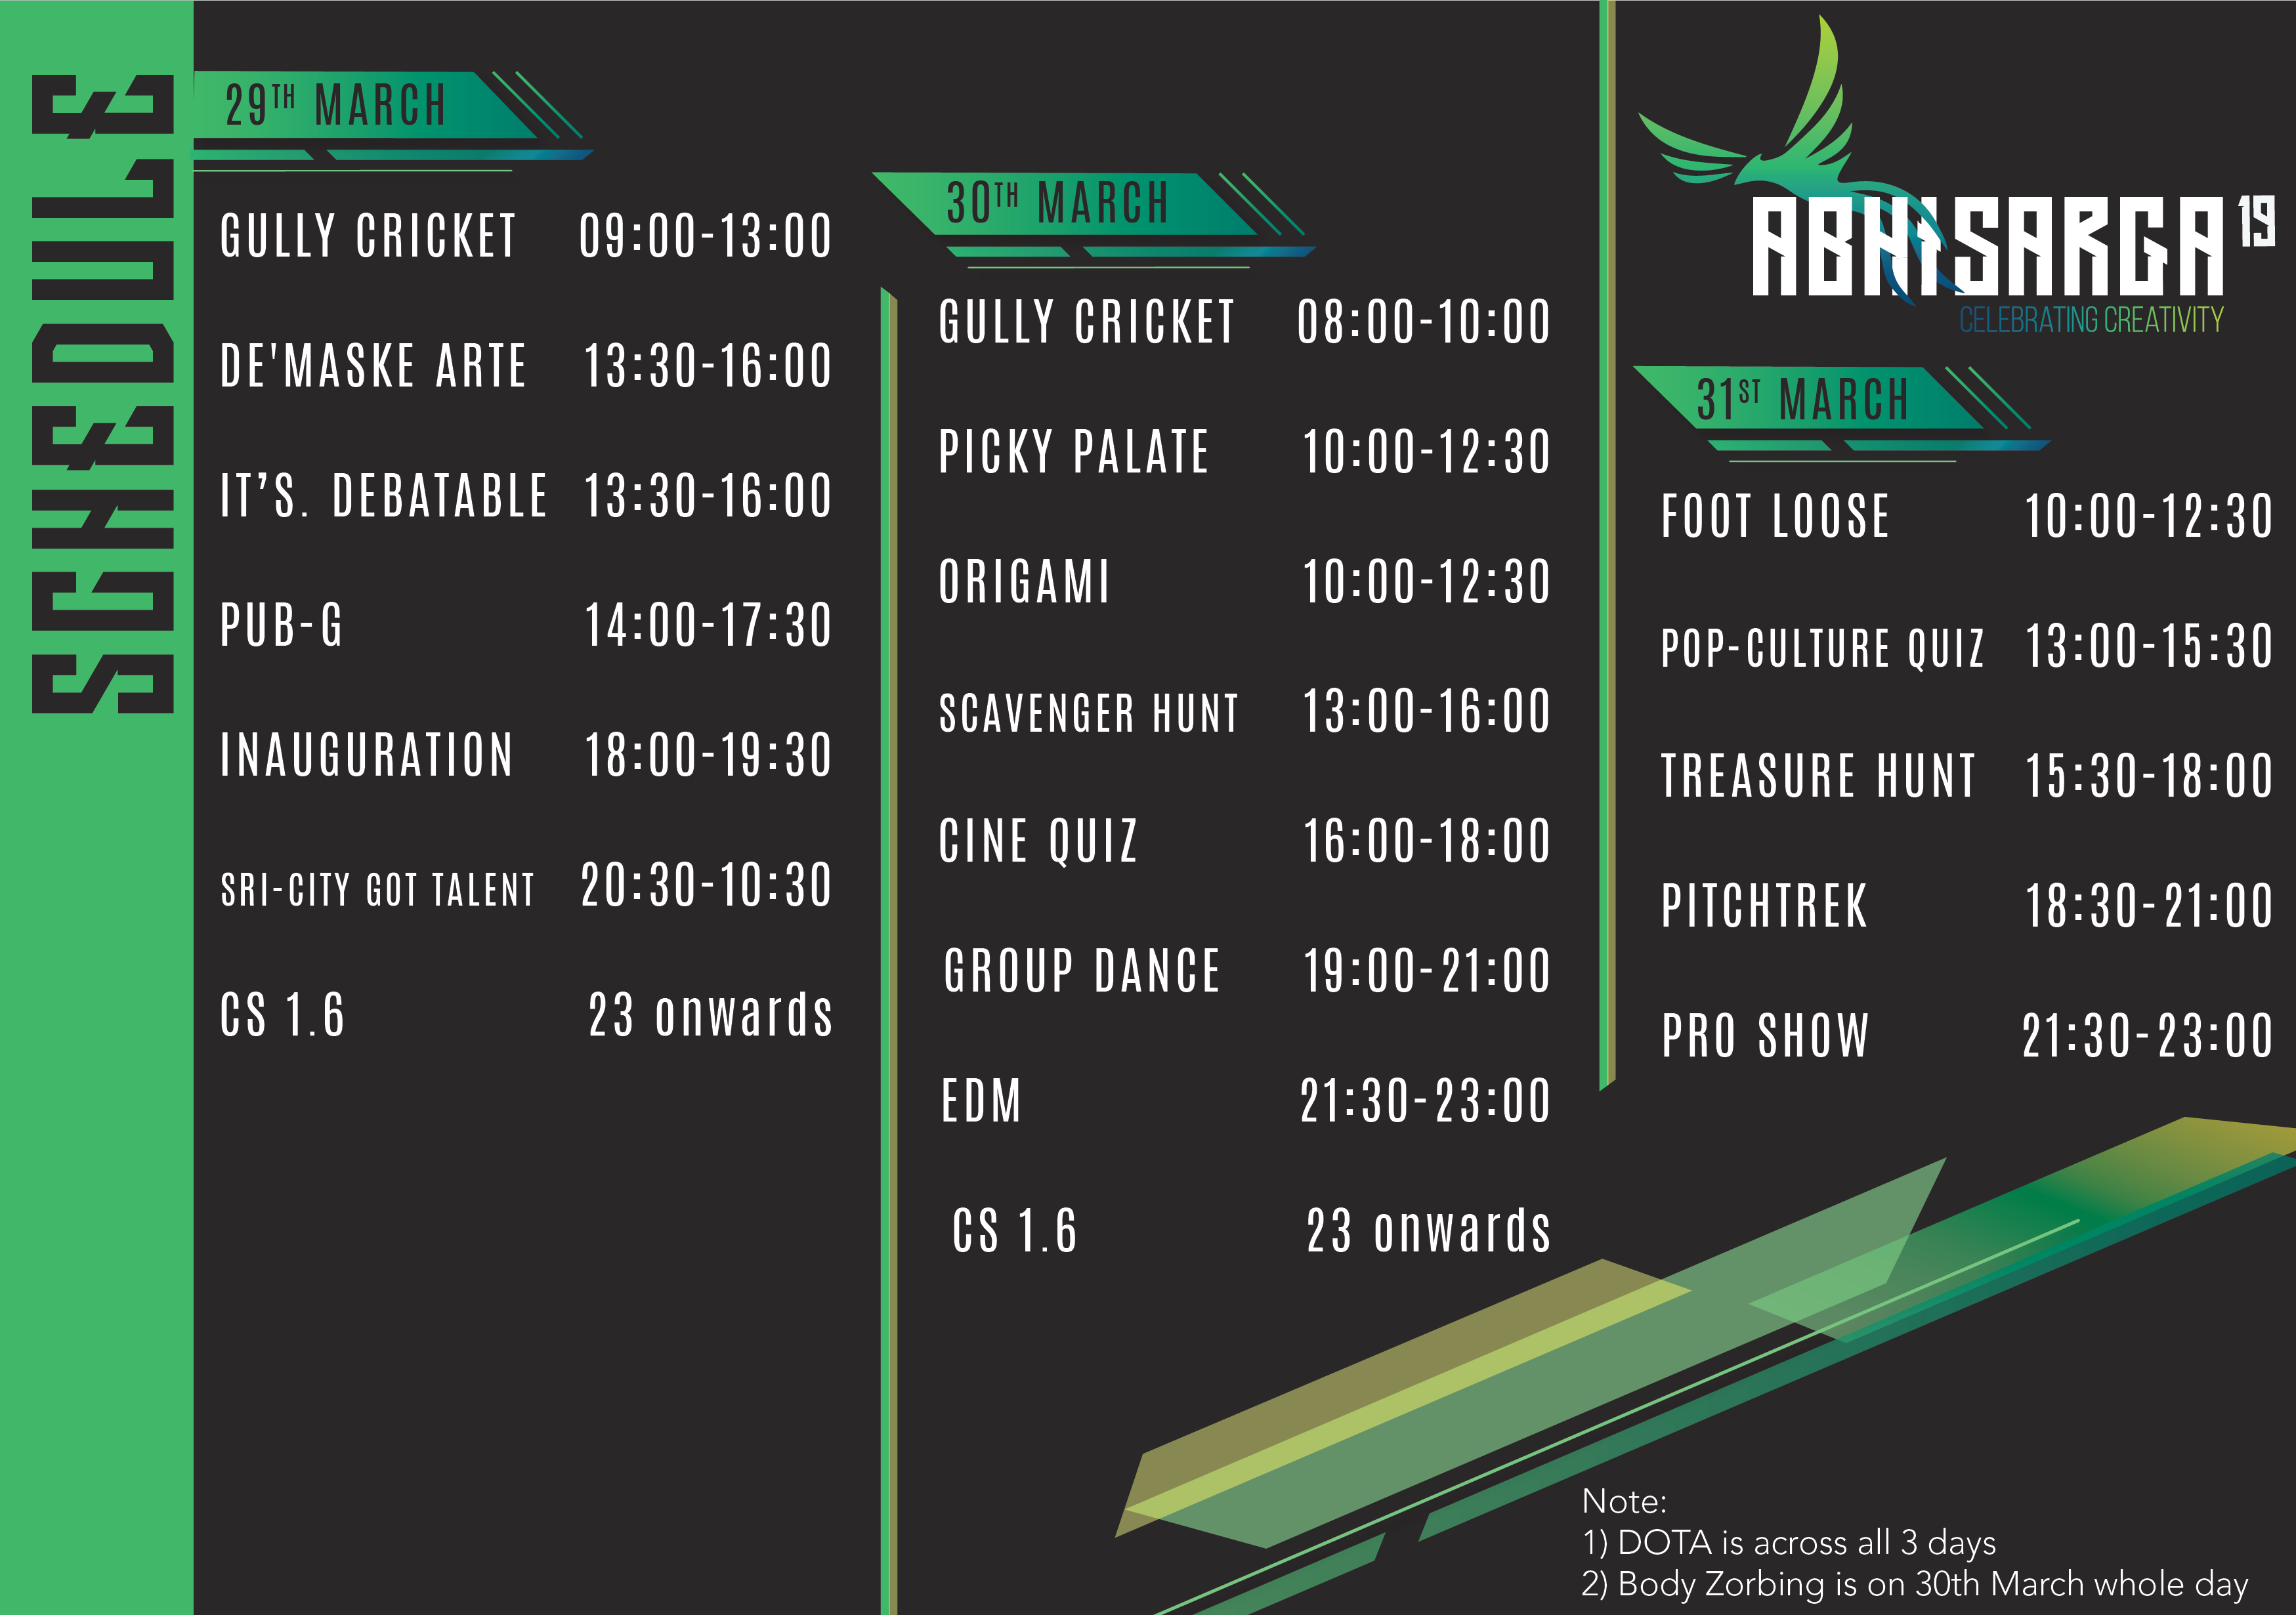 SCHEDULE
29TH MARCH
GULLY CRICKET 09:00-13:00
DE'MASKE ARTE 13:30-16:00
IT’S. DEBATABLE 13:30-16:00
PUB-G 14:00-17:30
INAUGURATION 18:00-19:30
SRI-CITY GOT TALENT 20:30-10:30
CS 1.6 23 onwards
30TH MARCH
GULLY CRICKET 08:00-10:00
PICKY PALATE 10:00-12:30
ORIGAMI 10:00-12:30
SCAVENGER HUNT 13:00-16:00
CINE QUIZ 16:00-18:00
GROUP DANCE 19:00-21:00
EDM 21:30-23:00
CS 1.6 23 onwards
ABHISARGA 19
CELEBRATING CREATIVITY
31ST MARCH
FOOT LOOSE 10:00-12:30
POP-CULTURE QUIZ 13:00-15:30
TREASURE HUNT 15:30-18:00
PITCHTREK 18:30-21:00
PRO SHOW 21:30-23:00
Note:
1) DOTA is across all 3 days
2) Body Zorbing is on 30th March whole day